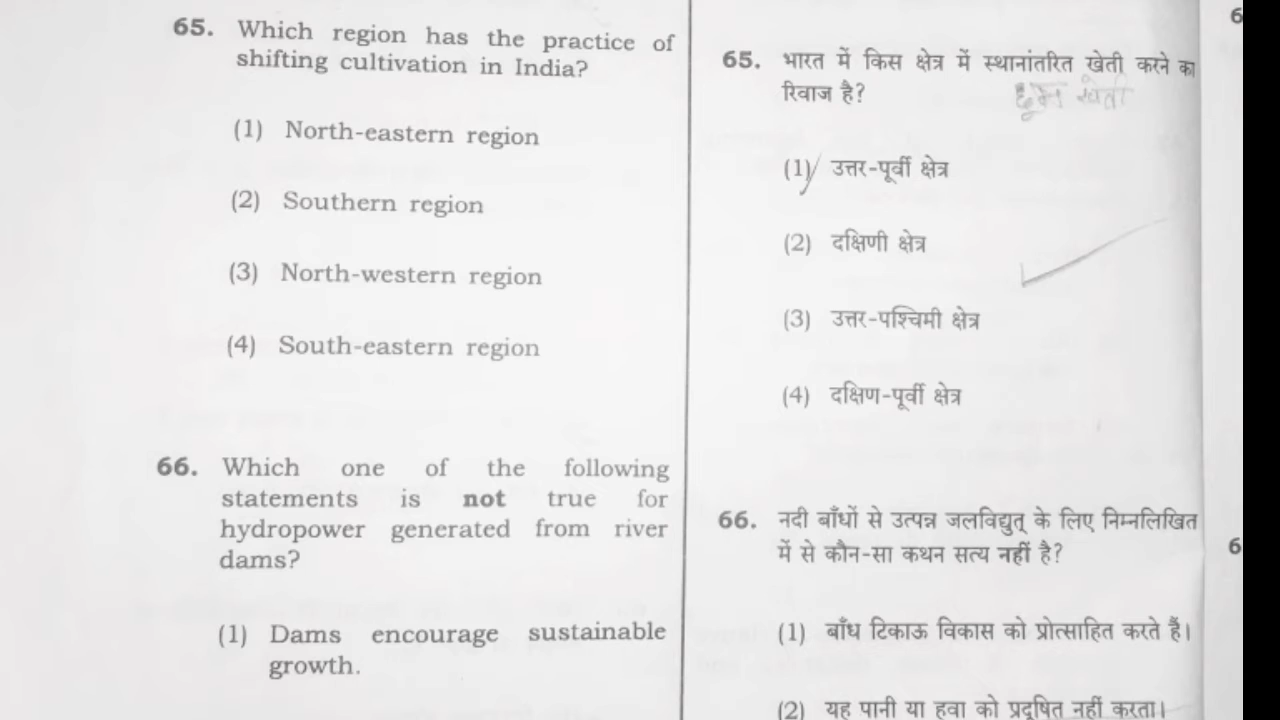 65. Which region has the practice of
shifting cultivation in India?
(1) North-eastern region
(2) Southern region
(3) North-western region
(4) South-eastern region
66. Which one of the following
statements is not true for
hydropower generated from river
dams?
(1) Dams encourage sustainable
growth.
65. भारत में किस क्षेत्र में स्थानांतरित खेती करने का
रिवाज है?
खेती
(1) उत्तर-पूर्वी क्षेत्र
(2) दक्षिणी क्षेत्र
(3) उत्तर-पश्चिमी क्षेत्र
(4) दक्षिण-पूर्वी क्षेत्र
66. नदी बाँधों से उत्पन्न जलविद्युत् के लिए निम्नलिखित
में से कौन-सा कथन सत्य नहीं है?
(1) बाँध टिकाऊ विकास को प्रोत्साहित करते हैं।
(2) यह पानी या हवा को प्रदूषित नहीं करता।
6
6